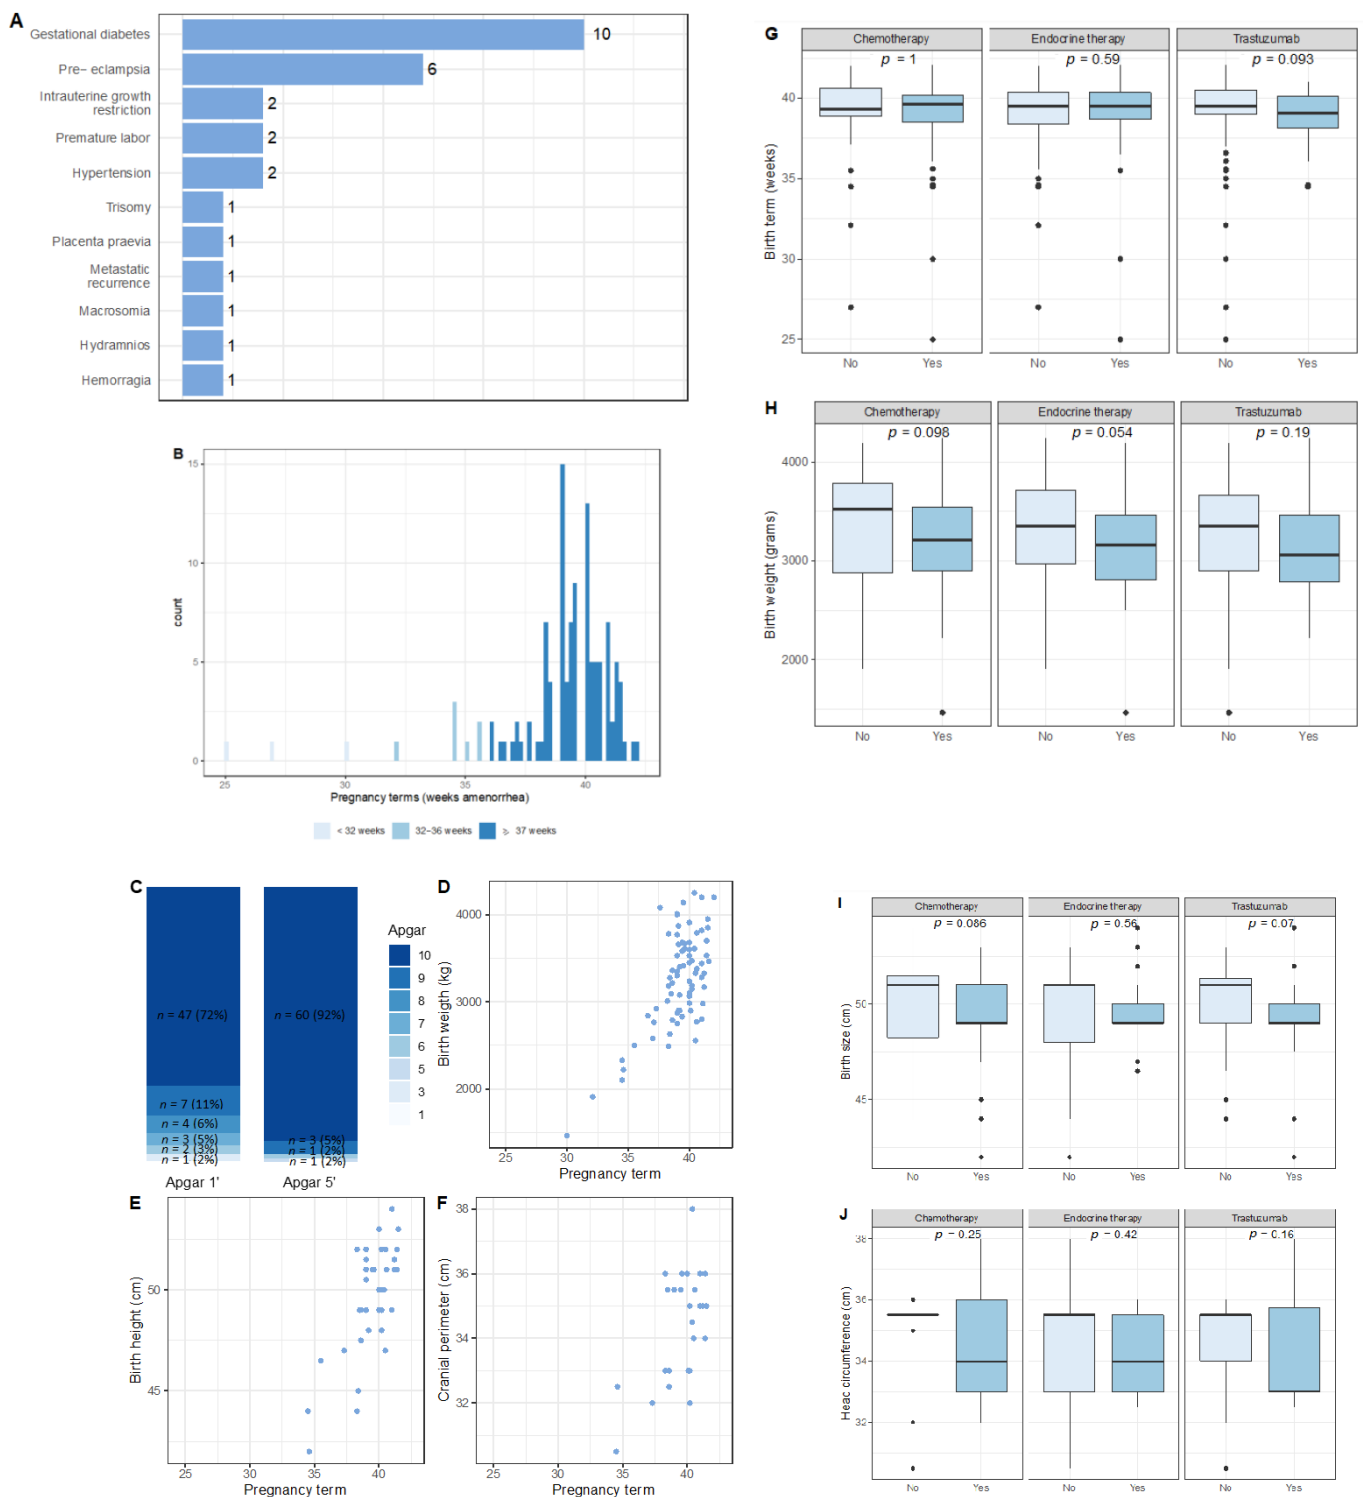 A
Gestational diabetes
10
Pre- eclampsia
6
Intrauterine growth
restriction
2
Premature labor
2
Hypertension
2
Trisomy
1
Placenta praevia
1
Metastatic
recurrence
1
Macrosomia
1
Hydramnios
1
Hemorragia
1
B
15
10
5
0
count
25
30
35
40
Pregnancy terms (weeks amenorrhea)
< 32 weeks
32-36 weeks
⩾ 37 weeks
C
n = 47 (72%)
n = 7 (11%)
n = 4 (6%)
n = 3 (5%)
n = 2 (3%)
n = 1 (2%)
Apgar 1'
n = 60 (92%)
n = 3 (5%)
n = 1 (2%)
n = 1 (2%)
Apgar 5'
Apgar
10
9
8
7
6
5
3
1
D
4000
3000
2000
Birth weigth (kg)
25
30
35
40
Pregnancy term
E
50
45
Birth height (cm)
25
30
35
40
Pregnancy term
F
38
36
34
32
Cranial perimeter (cm)
25
30
35
40
Pregnancy term
G
Chemotherapy
Endocrine therapy
Trastuzumab
p = 1
p = 0.59
p = 0.093
40
35
30
25
Birth term (weeks)
No
Yes
No
Yes
No
Yes
H
Chemotherapy
Endocrine therapy
Trastuzumab
p = 0.098
p = 0.054
p = 0.19
4000
3000
2000
Birth weight (grams)
No
Yes
No
Yes
No
Yes
I
Chemotherapy
Endocrine therapy
Trastuzumab
p = 0.086
p = 0.56
p = 0.07
50
45
Birth size (cm)
No
Yes
No
Yes
No
Yes
J
Chemotherapy
Endocrine therapy
Trastuzumab
p = 0.25
p = 0.42
p = 0.16
38
36
34
32
Heac circumference (cm)
No
Yes
No
Yes
No
Yes